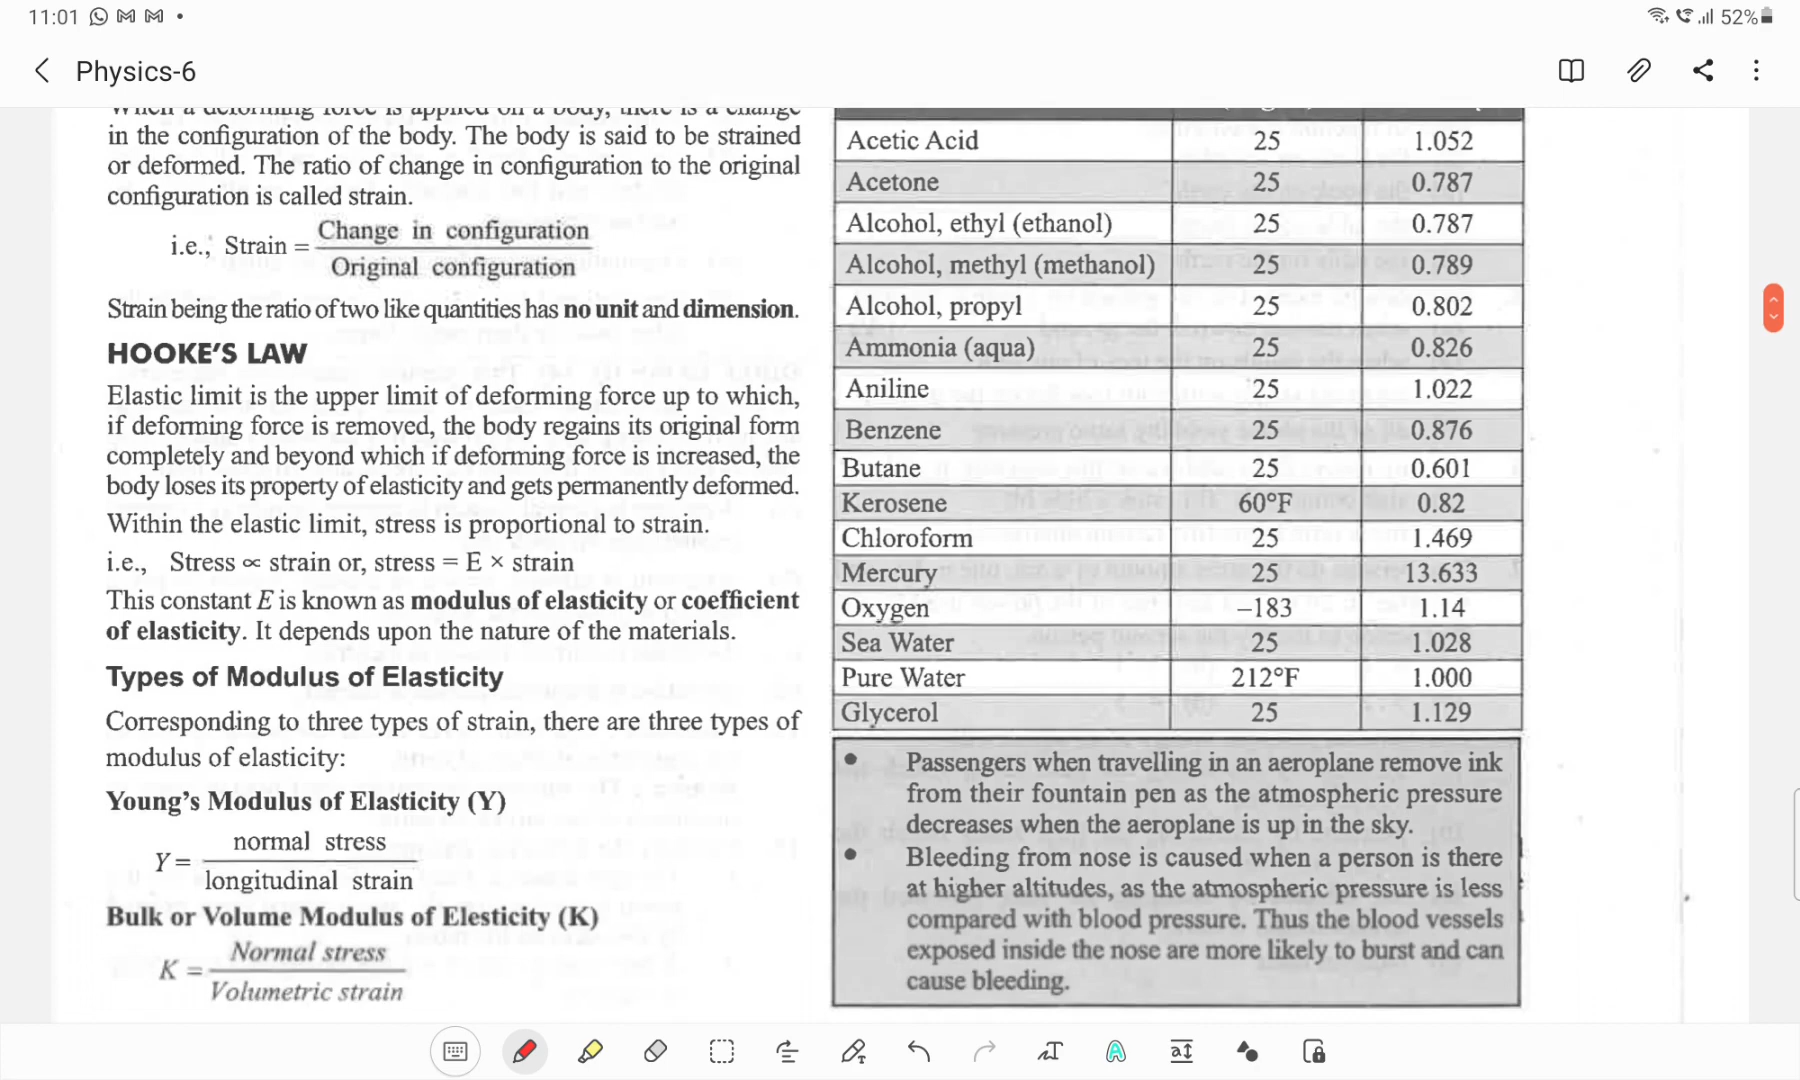 11:01
52%
Physics-6
When a deforming force is applied on a body, there is a change
in the configuration of the body. The body is said to be strained
or deformed. The ratio of change in configuration to the original
configuration is called strain.
i.e., Strain = Change in configuration
Original configuration
Strain being the ratio of two like quantities has no unit and dimension.
HOOKE'S LAW
Elastic limit is the upper limit of deforming force up to which,
if deforming force is removed, the body regains its original form
completely and beyond which if deforming force is increased, the
body loses its property of elasticity and gets permanently deformed.
Within the elastic limit, stress is proportional to strain.
i.e., Stress ∝ strain or, stress = E × strain
This constant E is known as modulus of elasticity or coefficient
of elasticity. It depends upon the nature of the materials.
Types of Modulus of Elasticity
Corresponding to three types of strain, there are three types of
modulus of elasticity:
Young's Modulus of Elasticity (Y)
Y = normal stress
longitudinal strain
Bulk or Volume Modulus of Elesticity (K)
K = Normal stress
Volumetric strain
Acetic Acid 25 1.052
Acetone 25 0.787
Alcohol, ethyl (ethanol) 25 0.787
Alcohol, methyl (methanol) 25 0.789
Alcohol, propyl 25 0.802
Ammonia (aqua) 25 0.826
Aniline 25 1.022
Benzene 25 0.876
Butane 25 0.601
Kerosene 60°F 0.82
Chloroform 25 1.469
Mercury 25 13.633
Oxygen –183 1.14
Sea Water 25 1.028
Pure Water 212°F 1.000
Glycerol 25 1.129
• Passengers when travelling in an aeroplane remove ink
from their fountain pen as the atmospheric pressure
decreases when the aeroplane is up in the sky.
• Bleeding from nose is caused when a person is there
at higher altitudes, as the atmospheric pressure is less
compared with blood pressure. Thus the blood vessels
exposed inside the nose are more likely to burst and can
cause bleeding.